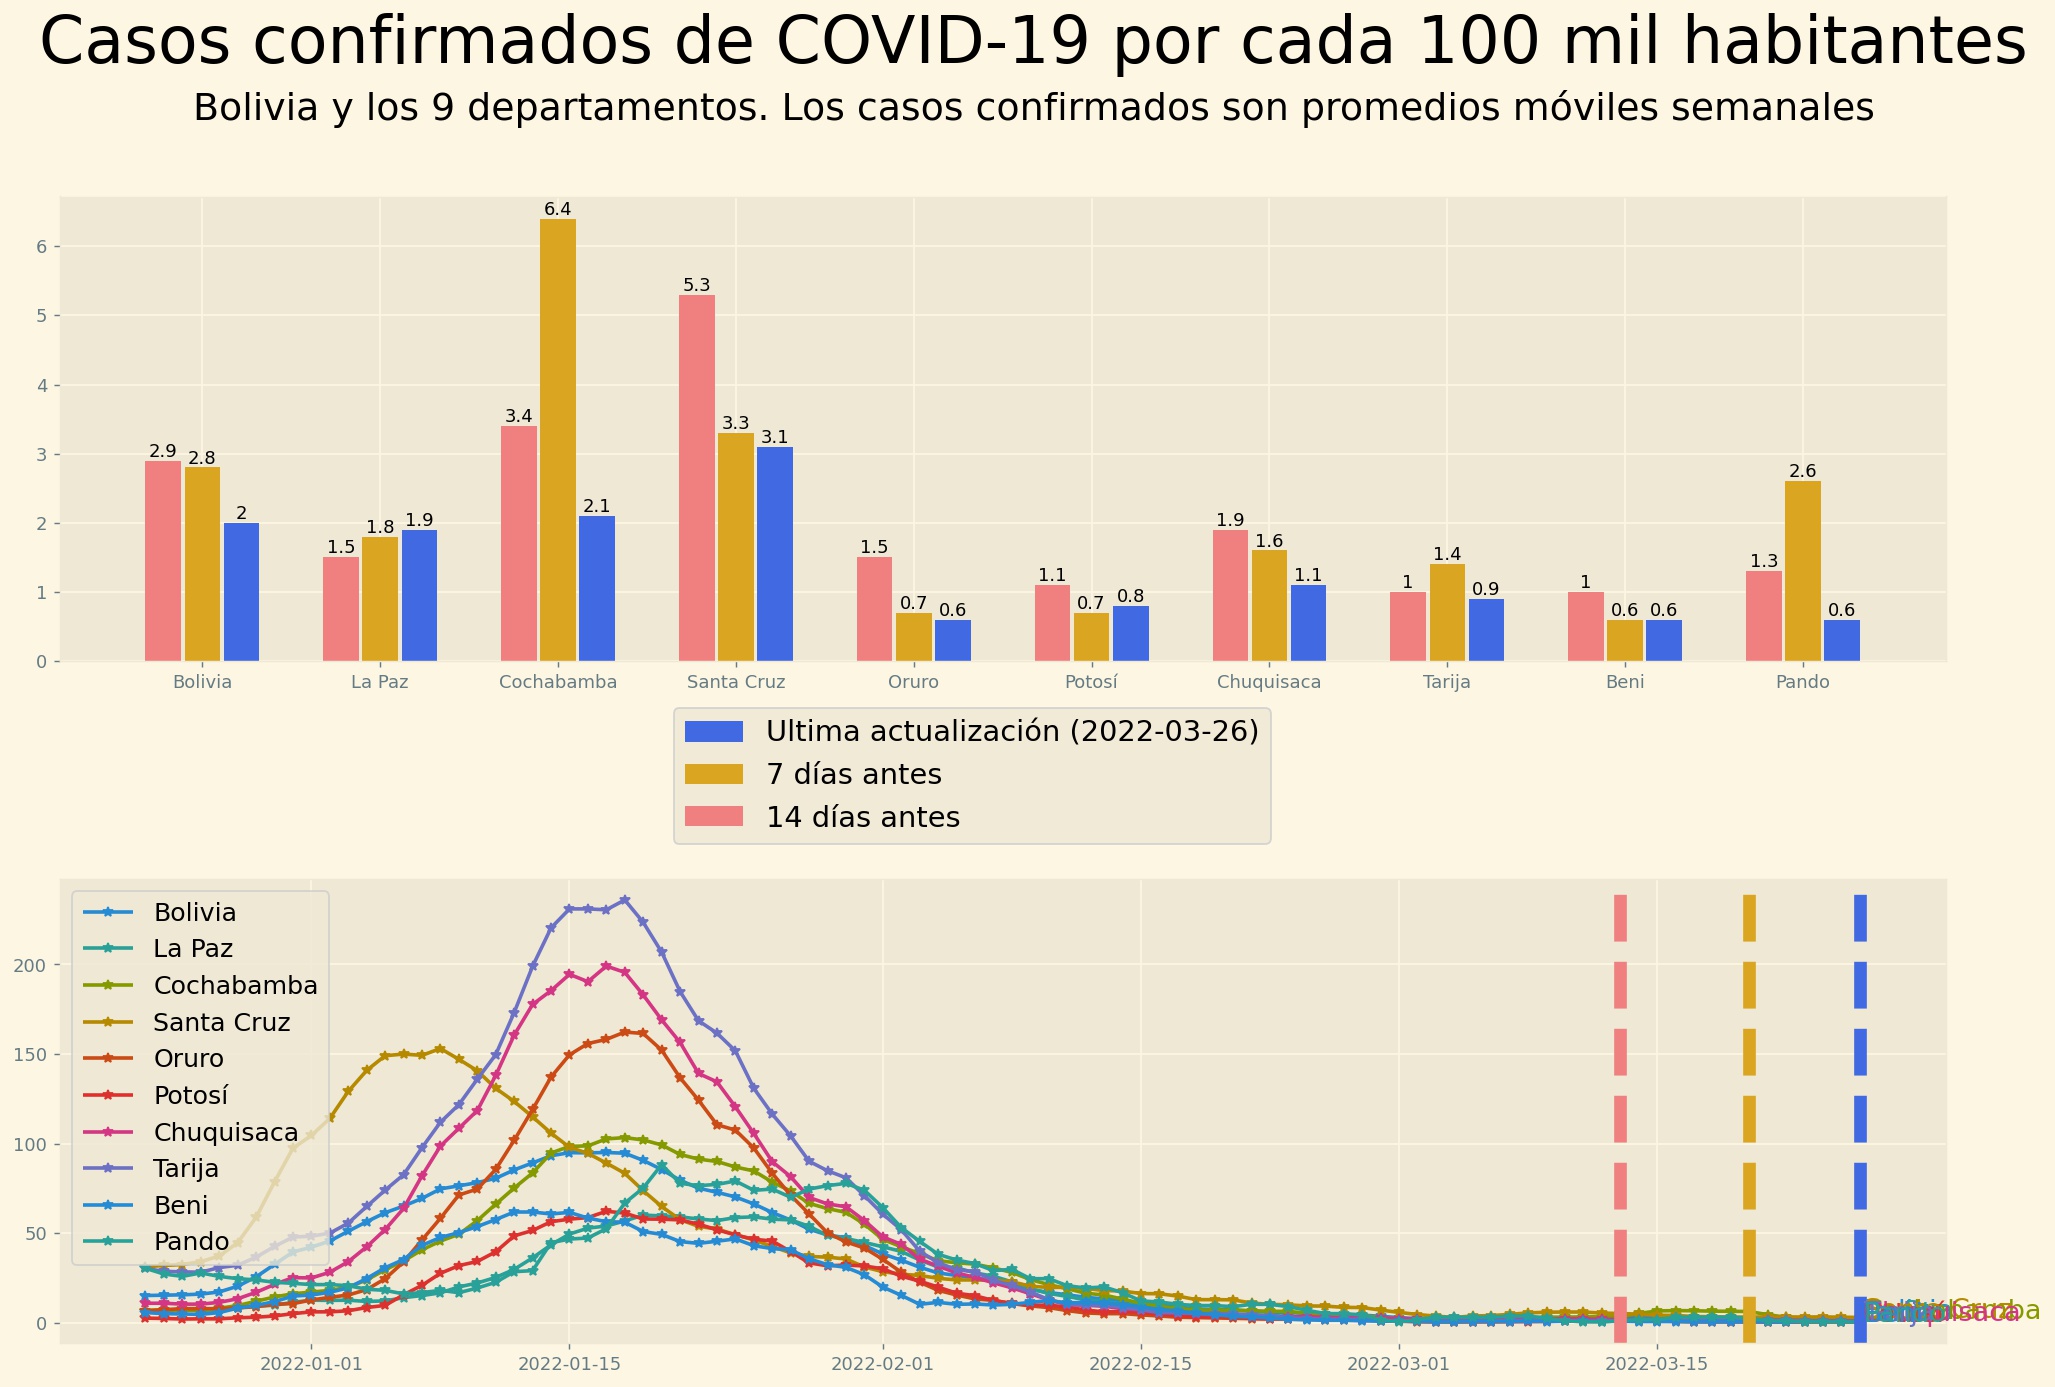 Casos confirmados de COVID-19 por cada 100 mil habitantes
Bolivia y los 9 departamentos. Los casos confirmados son promedios móviles semanales
6.4
6
5.3
5
4
3.4
3.3
3.1
3
2.9
2.8
2.6
2
2
2.1
1.5
1.8
1.9
1.5
1.9
1.6
1.4
1.3
1
1.1
1.1
1
0.9
1
0.7
0.6
0.7
0.8
0.6
0.6
0.6
0
Bolivia La Paz Cochabamba Santa Cruz Oruro Potosí Chuquisaca Tarija Beni Pando
Ultima actualización (2022-03-26)
7 días antes
14 días antes
Bolivia
La Paz
Cochabamba
Santa Cruz
Oruro
Potosí
Chuquisaca
Tarija
Beni
Pando
200
150
100
50
0
2022-01-01 2022-01-15 2022-02-01 2022-02-15 2022-03-01 2022-03-15